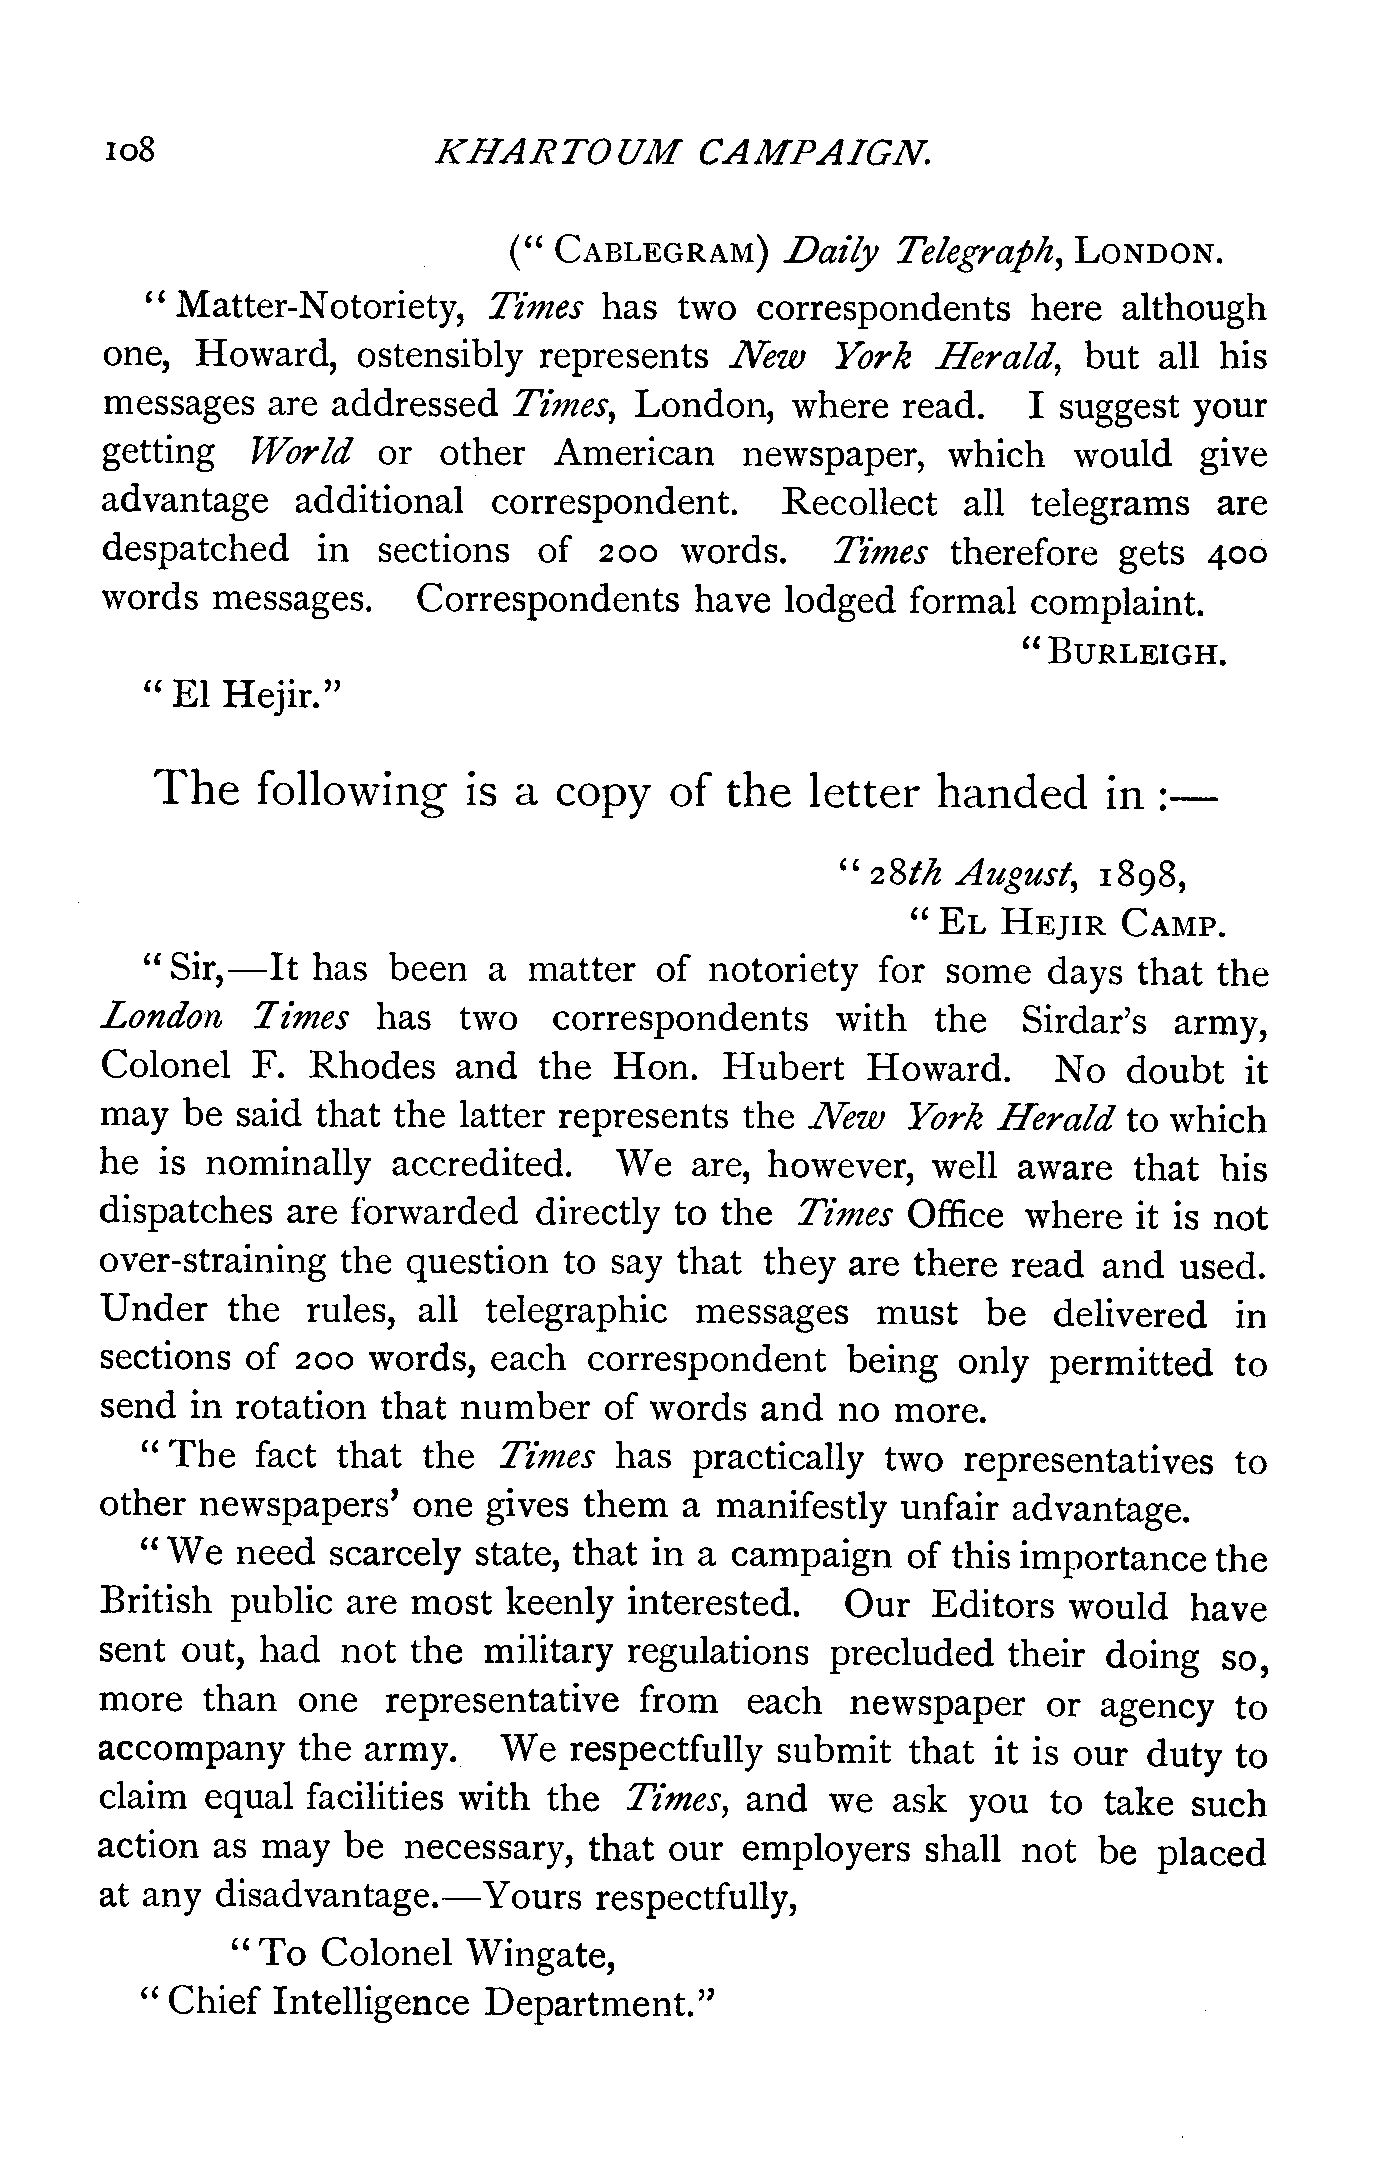 108 KHARTOUM CAMPAIGN.
(“ CABLEGRAM) Daily Telegraph, LONDON.
“ Matter-Notoriety, Times has two correspondents here although
one, Howard, ostensibly represents New York Herald, but all his
messages are addressed Times, London, where read. I suggest your
getting World or other American newspaper, which would give
advantage additional correspondent. Recollect all telegrams are
despatched in sections of 200 words. Times therefore gets 400
words messages. Correspondents have lodged formal complaint.
“ BURLEIGH.
“ El Hejir.”
The following is a copy of the letter handed in :—
“ 28th August, 1898,
“ EL HEJIR CAMP.
“ Sir,—It has been a matter of notoriety for some days that the
London Times has two correspondents with the Sirdar’s army,
Colonel F. Rhodes and the Hon. Hubert Howard. No doubt it
may be said that the latter represents the New York Herald to which
he is nominally accredited. We are, however, well aware that his
dispatches are forwarded directly to the Times Office where it is not
over-straining the question to say that they are there read and used.
Under the rules, all telegraphic messages must be delivered in
sections of 200 words, each correspondent being only permitted to
send in rotation that number of words and no more.
“ The fact that the Times has practically two representatives to
other newspapers’ one gives them a manifestly unfair advantage.
“ We need scarcely state, that in a campaign of this importance the
British public are most keenly interested. Our Editors would have
sent out, had not the military regulations precluded their doing so,
more than one representative from each newspaper or agency to
accompany the army. We respectfully submit that it is our duty to
claim equal facilities with the Times, and we ask you to take such
action as may be necessary, that our employers shall not be placed
at any disadvantage.—Yours respectfully,
“ To Colonel Wingate,
“ Chief Intelligence Department.”